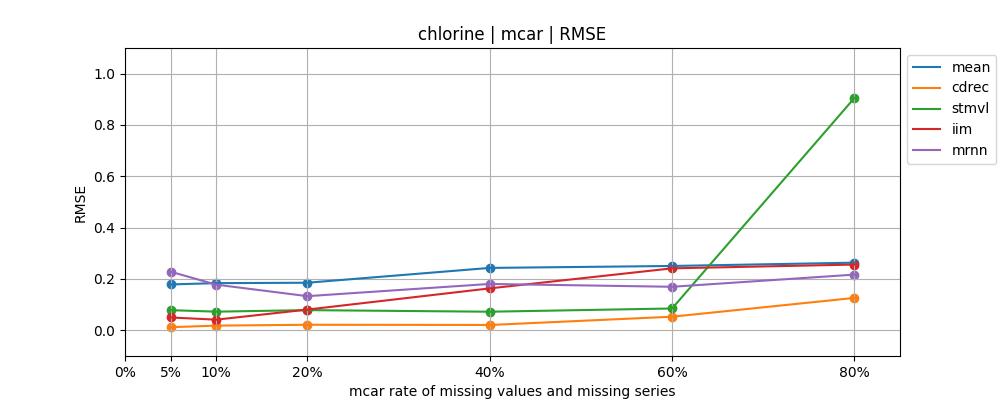 chlorine | mcar | RMSE
RMSE
1.0
0.8
0.6
0.4
0.2
0.0
0%
5%
10%
20%
40%
60%
80%
mcar rate of missing values and missing series
mean
cdrec
stmvl
iim
mrnn